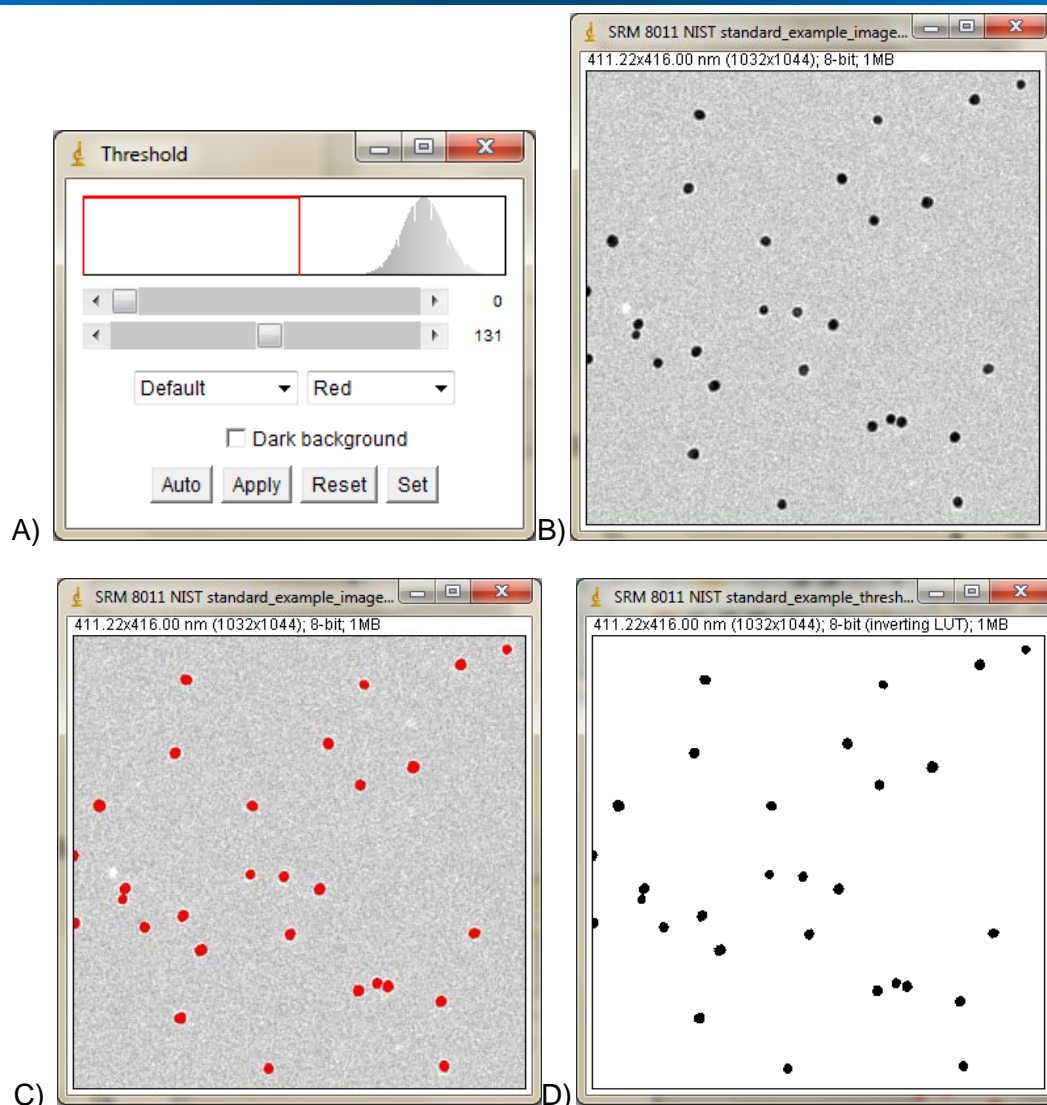 SRM 8011 NIST standard_example_image...
411.22x416.00 nm (1032x1044); 8-bit; 1MB
Threshold
0
131
Default Red
Dark background
Auto Apply Reset Set
A)
B)
SRM 8011 NIST standard_example_image...
411.22x416.00 nm (1032x1044); 8-bit; 1MB
SRM 8011 NIST standard_example_thresh...
411.22x416.00 nm (1032x1044); 8-bit (inverting LUT); 1MB
C)
D)